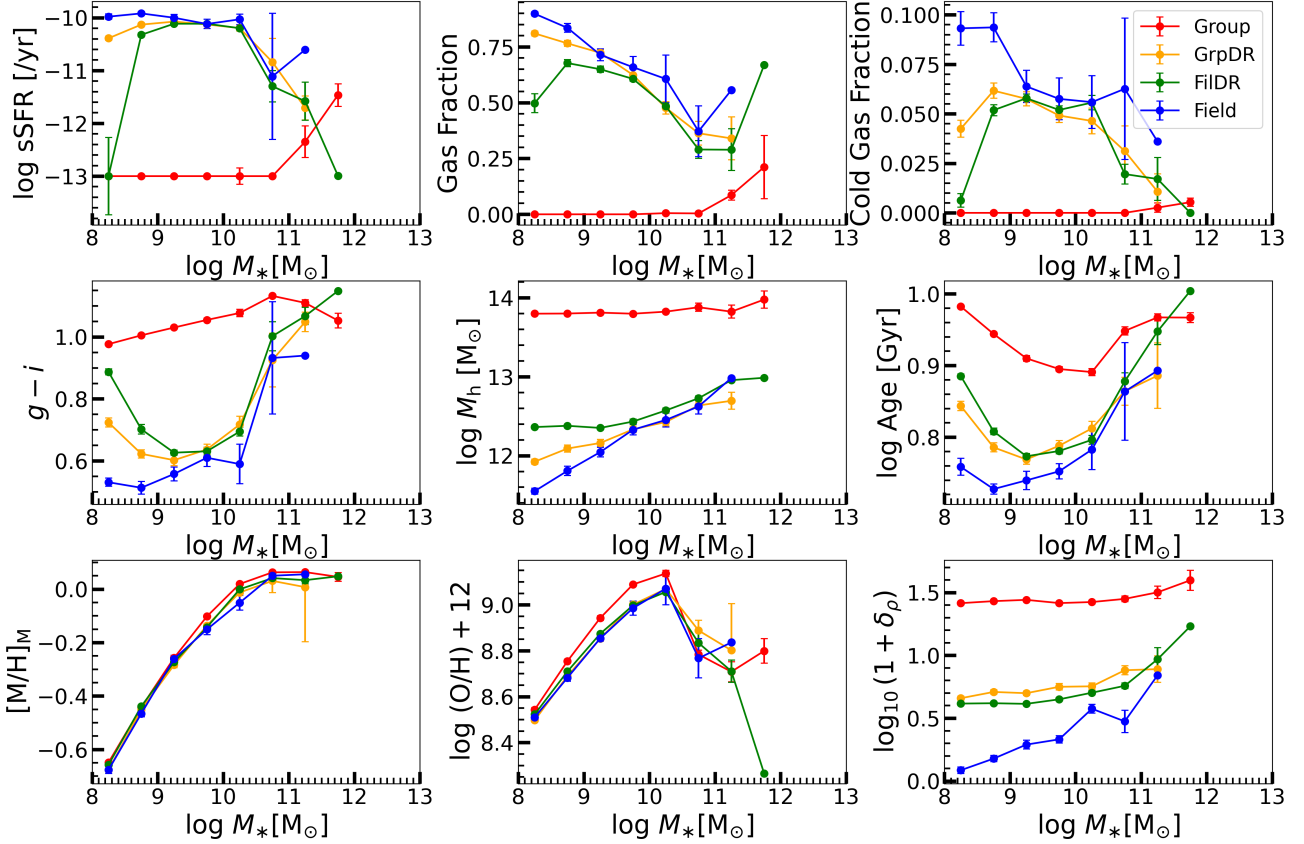 log sSFR [/yr]
−10
−11
−12
−13
8 9 10 11 12 13
log M* [M⊙]
Gas Fraction
0.75
0.50
0.25
0.00
8 9 10 11 12 13
log M* [M⊙]
Cold Gas Fraction
0.100
0.075
0.050
0.025
0.000
Group
GrpDR
FilDR
Field
8 9 10 11 12 13
log M* [M⊙]
g − i
1.0
0.8
0.6
8 9 10 11 12 13
log M* [M⊙]
log Mh [M⊙]
14
13
12
8 9 10 11 12 13
log M* [M⊙]
log Age [Gyr]
1.0
0.9
0.8
8 9 10 11 12 13
log M* [M⊙]
[M/H]M
0.0
−0.2
−0.4
−0.6
8 9 10 11 12 13
log M* [M⊙]
log (O/H) + 12
9.0
8.8
8.6
8.4
8 9 10 11 12 13
log M* [M⊙]
log10 (1 + δρ)
1.5
1.0
0.5
0.0
8 9 10 11 12 13
log M* [M⊙]